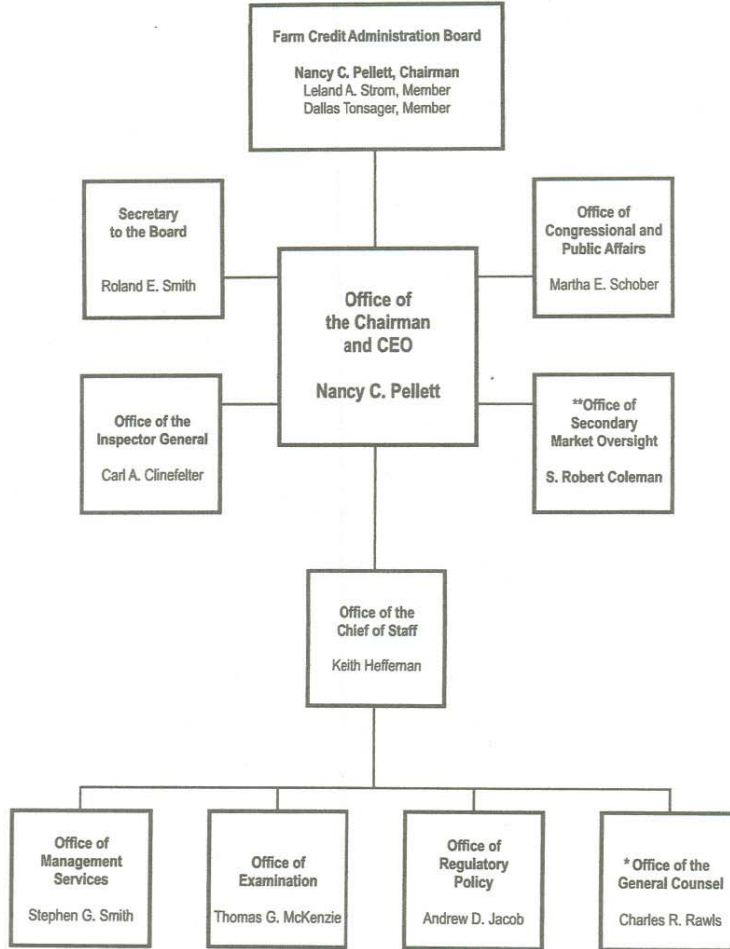 Farm Credit Administration Board
Nancy C. Pellett, Chairman
Leland A. Strom, Member
Dallas Tonsager, Member
Secretary
to the Board
Roland E. Smith
Office of
Congressional and
Public Affairs
Martha E. Schober
Office of
the Chairman
and CEO
Nancy C. Pellett
Office of the
Inspector General
Carl A. Clinefelter
**Office of
Secondary
Market Oversight
S. Robert Coleman
Office of the
Chief of Staff
Keith Heffernan
Office of
Management
Services
Stephen G. Smith
Office of
Examination
Thomas G. McKenzie
Office of
Regulatory
Policy
Andrew D. Jacob
* Office of the
General Counsel
Charles R. Rawls